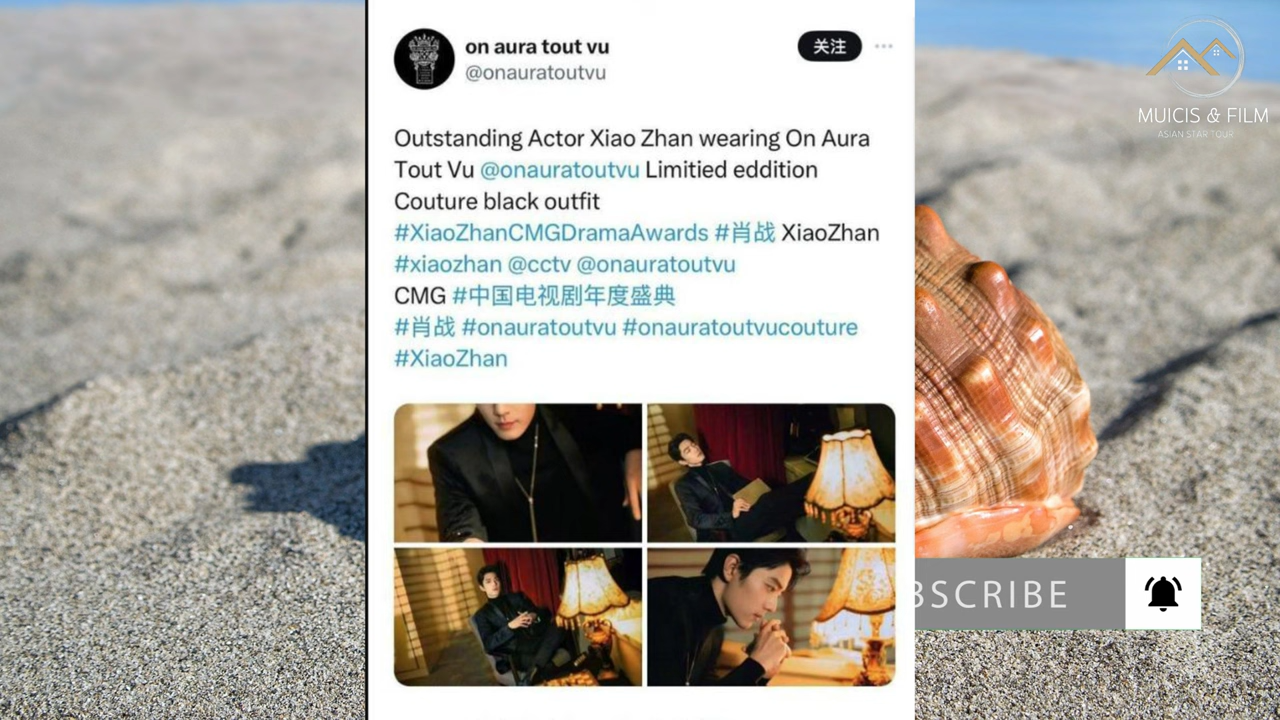 on aura tout vu
@onauratoutvu
关注
Outstanding Actor Xiao Zhan wearing On Aura
Tout Vu @onauratoutvu Limitied eddition
Couture black outfit
#XiaoZhanCMGDramaAwards #肖战 XiaoZhan
#xiaozhan @cctv @onauratoutvu
CMG #中国电视剧年度盛典
#肖战 #onauratoutvu #onauratoutvucouture
#XiaoZhan
MUICIS & FILM
ASIAN STAR TOUR
BSCRIBE